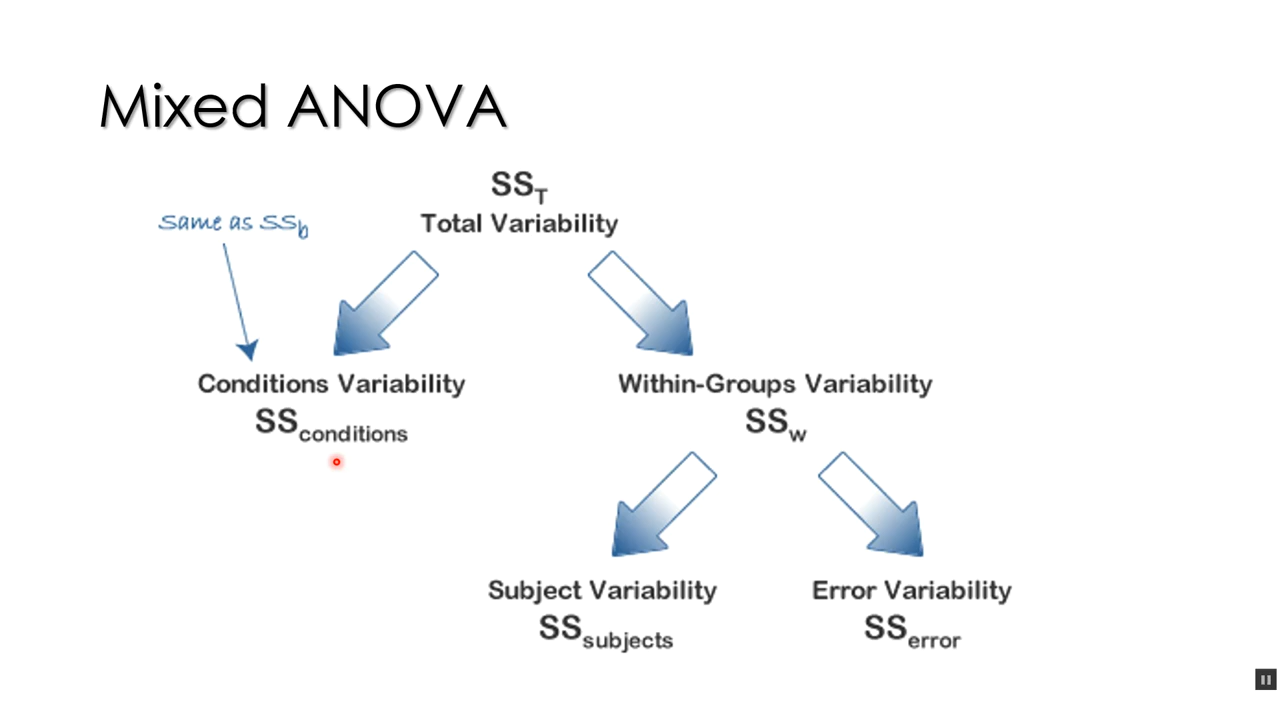 Mixed ANOVA
SST
Total Variability
Same as SSb
Conditions Variability
SSconditions
Within-Groups Variability
SSw
Subject Variability
SSsubjects
Error Variability
SSerror